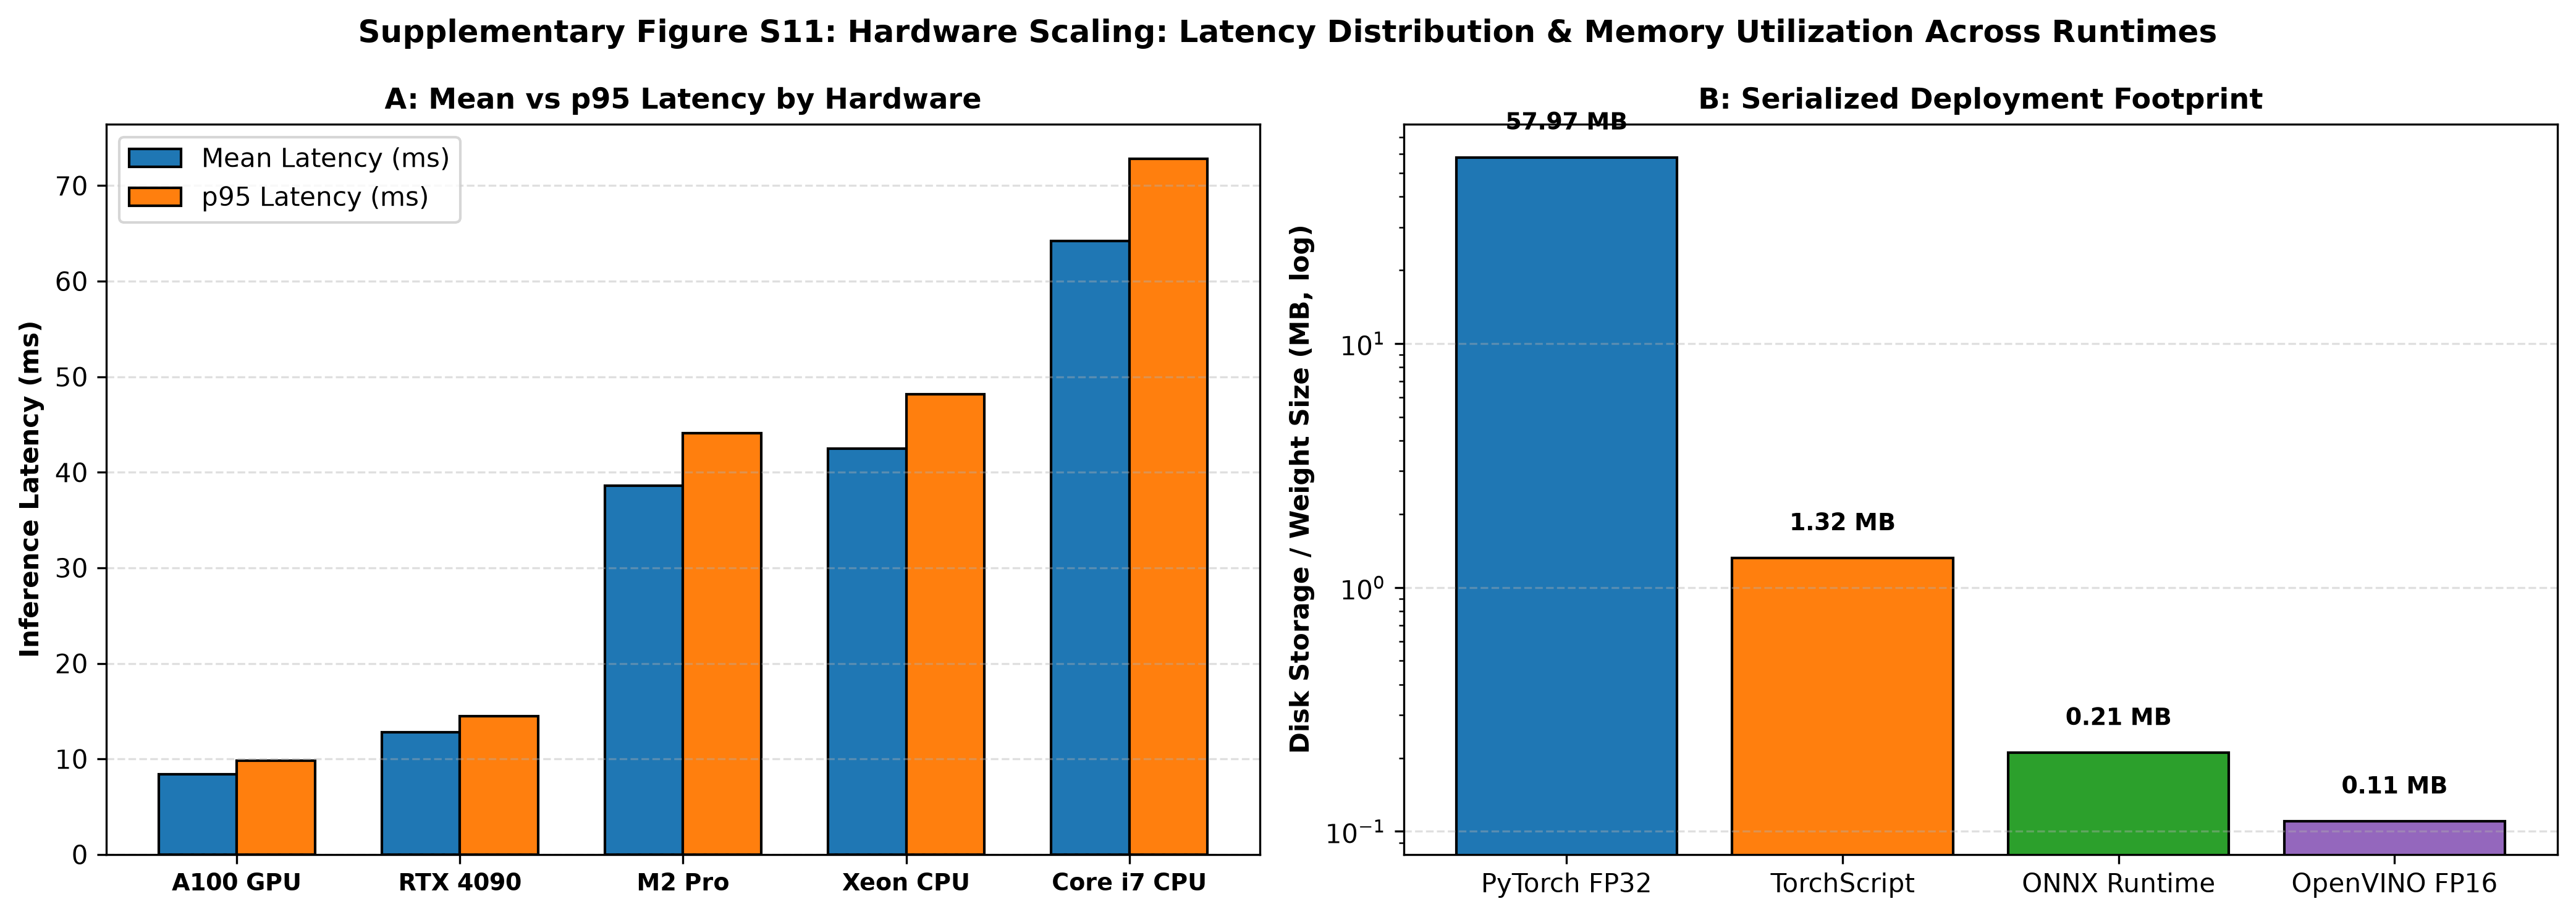 Supplementary Figure S11: Hardware Scaling: Latency Distribution & Memory Utilization Across Runtimes
A: Mean vs p95 Latency by Hardware
Mean Latency (ms)
p95 Latency (ms)
Inference Latency (ms)
70
60
50
40
30
20
10
0
A100 GPU
RTX 4090
M2 Pro
Xeon CPU
Core i7 CPU
B: Serialized Deployment Footprint
Disk Storage / Weight Size (MB, log)
10¹
10⁰
10⁻¹
57.97 MB
1.32 MB
0.21 MB
0.11 MB
PyTorch FP32
TorchScript
ONNX Runtime
OpenVINO FP16